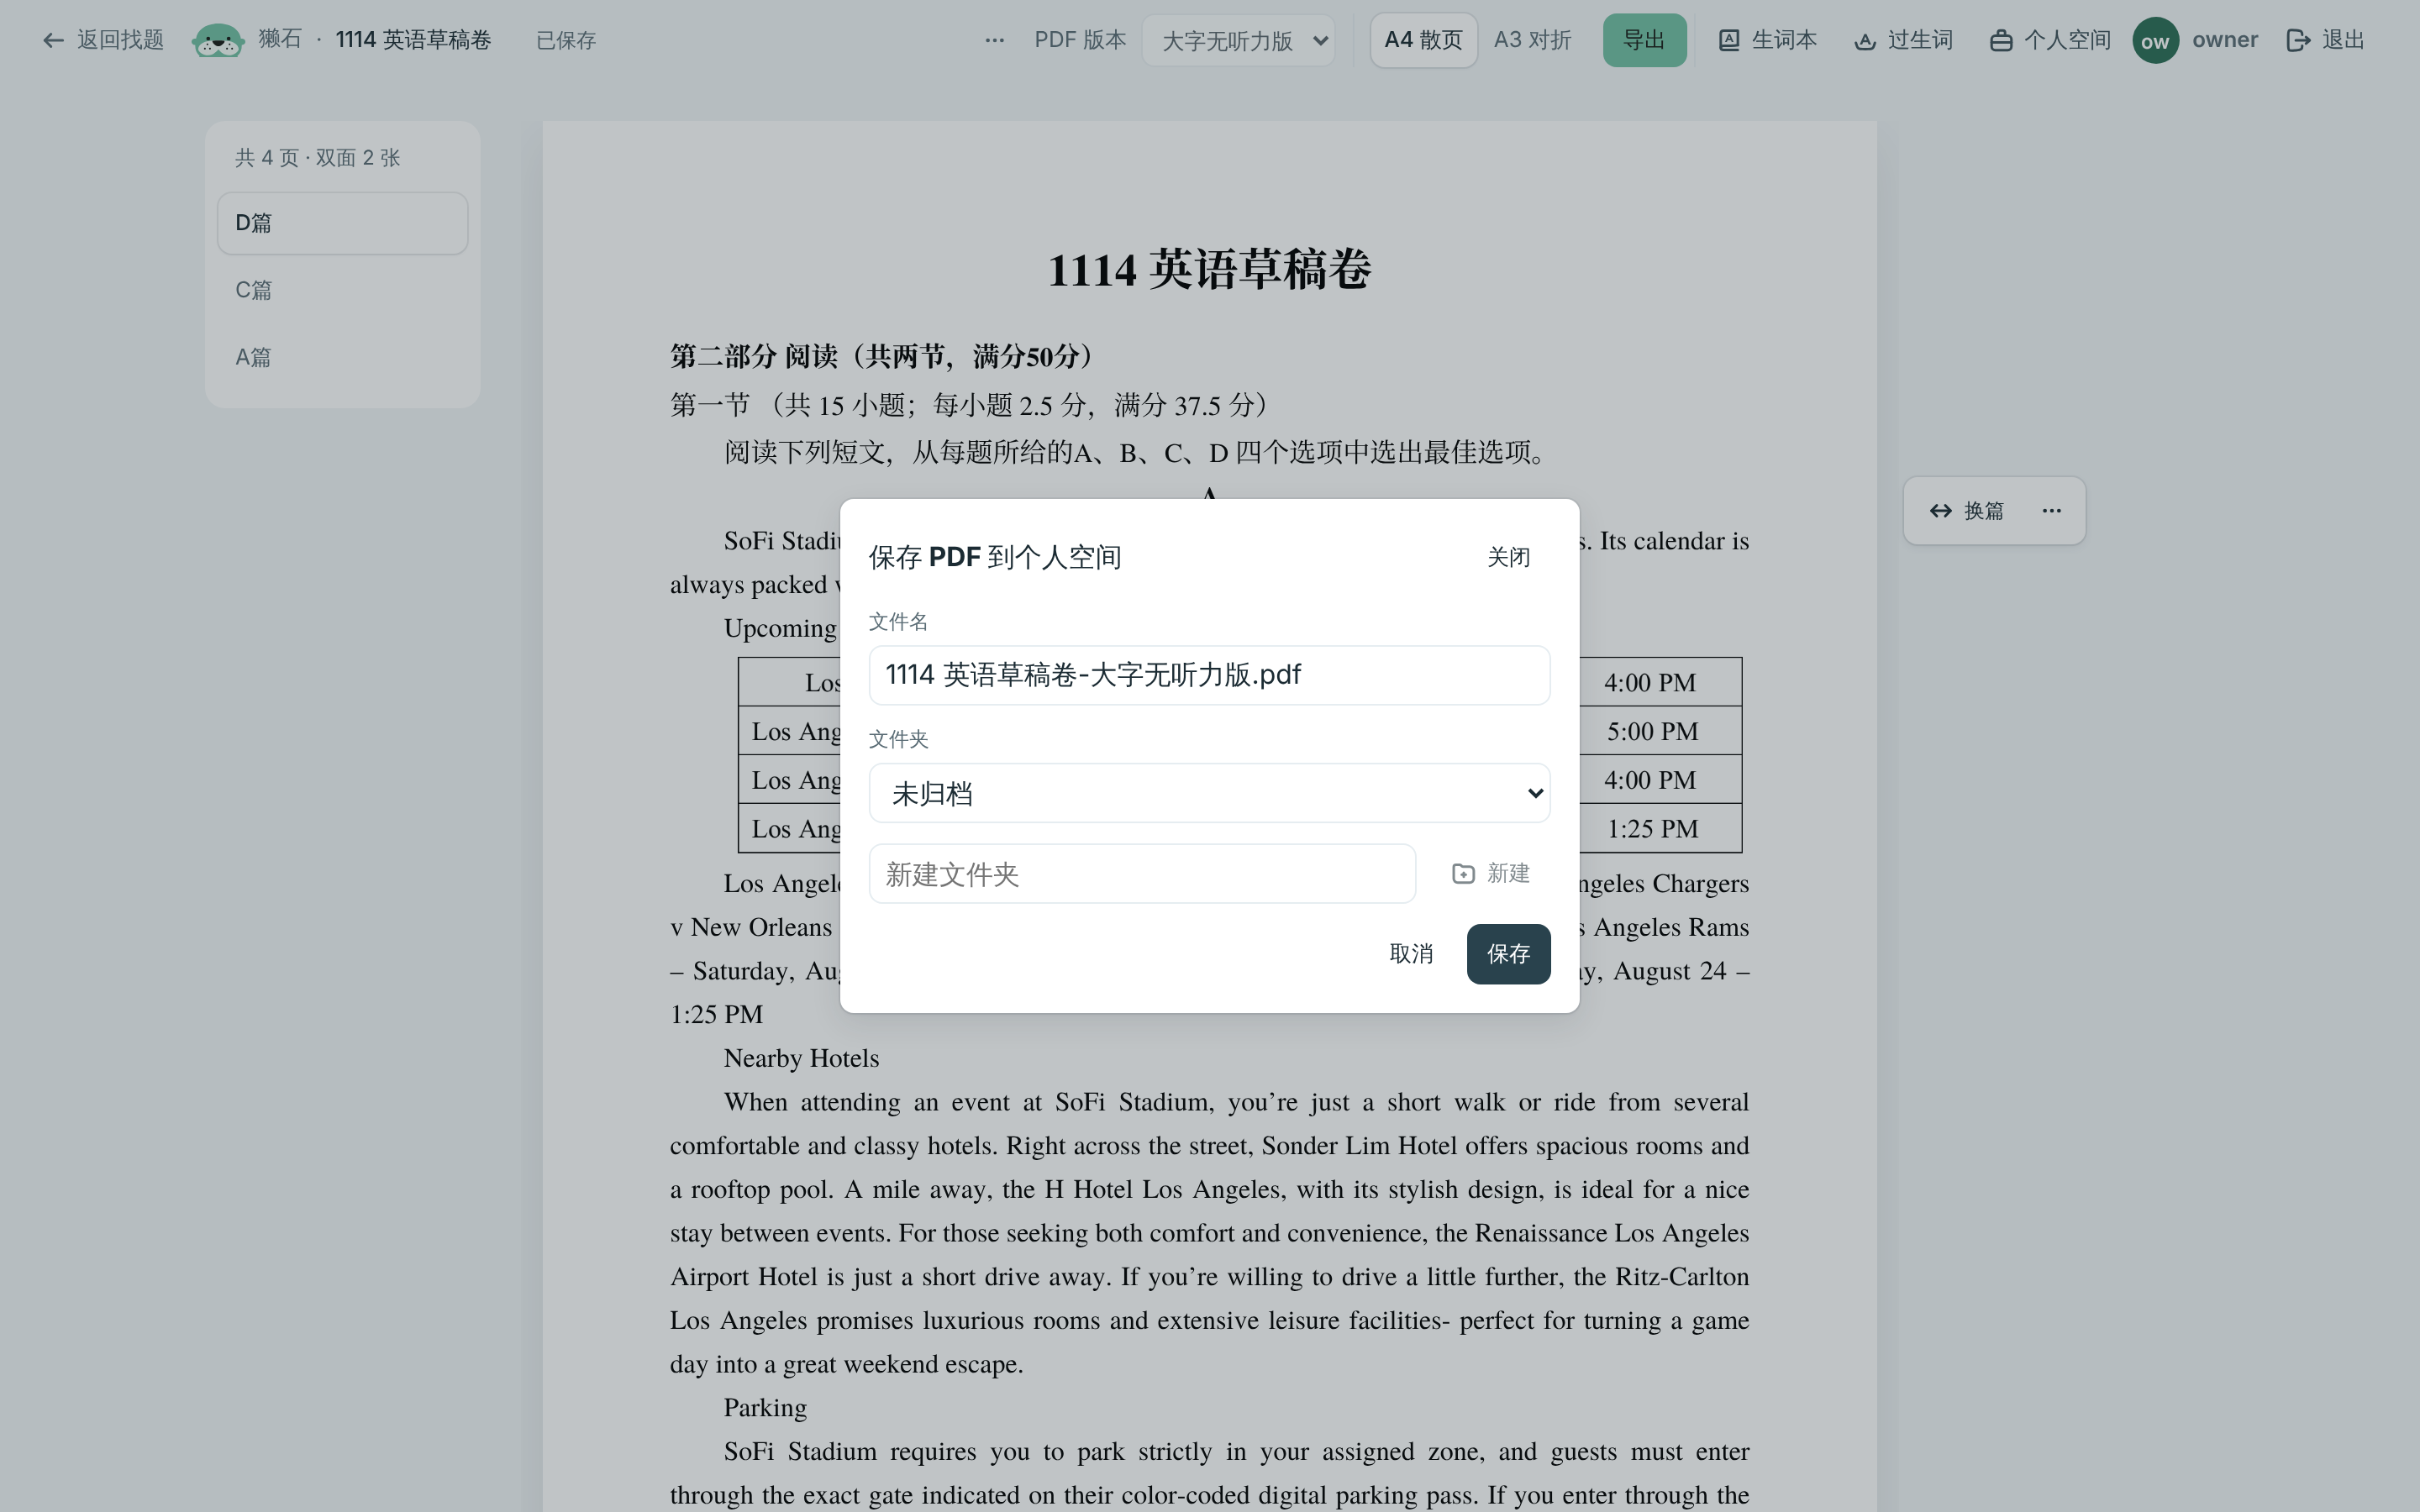 返回找题
獭石 · 1114 英语草稿卷
已保存
PDF 版本
大字无听力版
A4 散页
A3 对折
导出
生词本
过生词
个人空间
ow
owner
退出
共 4 页 · 双面 2 张
D篇
C篇
A篇
1114 英语草稿卷
第二部分 阅读（共两节，满分50分）
第一节 （共 15 小题；每小题 2.5 分，满分 37.5 分）
阅读下列短文，从每题所给的A、B、C、D 四个选项中选出最佳选项。
换篇
保存 PDF 到个人空间
关闭
文件名
1114 英语草稿卷-大字无听力版.pdf
文件夹
未归档
新建文件夹
新建
取消
保存
SoFi
s. Its calendar is
always packed
Upcoming
Los
4:00 PM
Los
5:00 PM
Los
4:00 PM
Los
1:25 PM
Los
Chargers
v New Orleans
Angeles Rams
– Saturday,
August 24 –
1:25 PM
Nearby Hotels
When attending an event at SoFi Stadium, you’re just a short walk or ride from several
comfortable and classy hotels. Right across the street, Sonder Lim Hotel offers spacious rooms and
a rooftop pool. A mile away, the H Hotel Los Angeles, with its stylish design, is ideal for a nice
stay between events. For those seeking both comfort and convenience, the Renaissance Los Angeles
Airport Hotel is just a short drive away. If you’re willing to drive a little further, the Ritz-Carlton
Los Angeles promises luxurious rooms and extensive leisure facilities- perfect for turning a game
day into a great weekend escape.
Parking
SoFi Stadium requires you to park strictly in your assigned zone, and guests must enter
through the exact gate indicated on their color-coded digital parking pass. If you enter through the